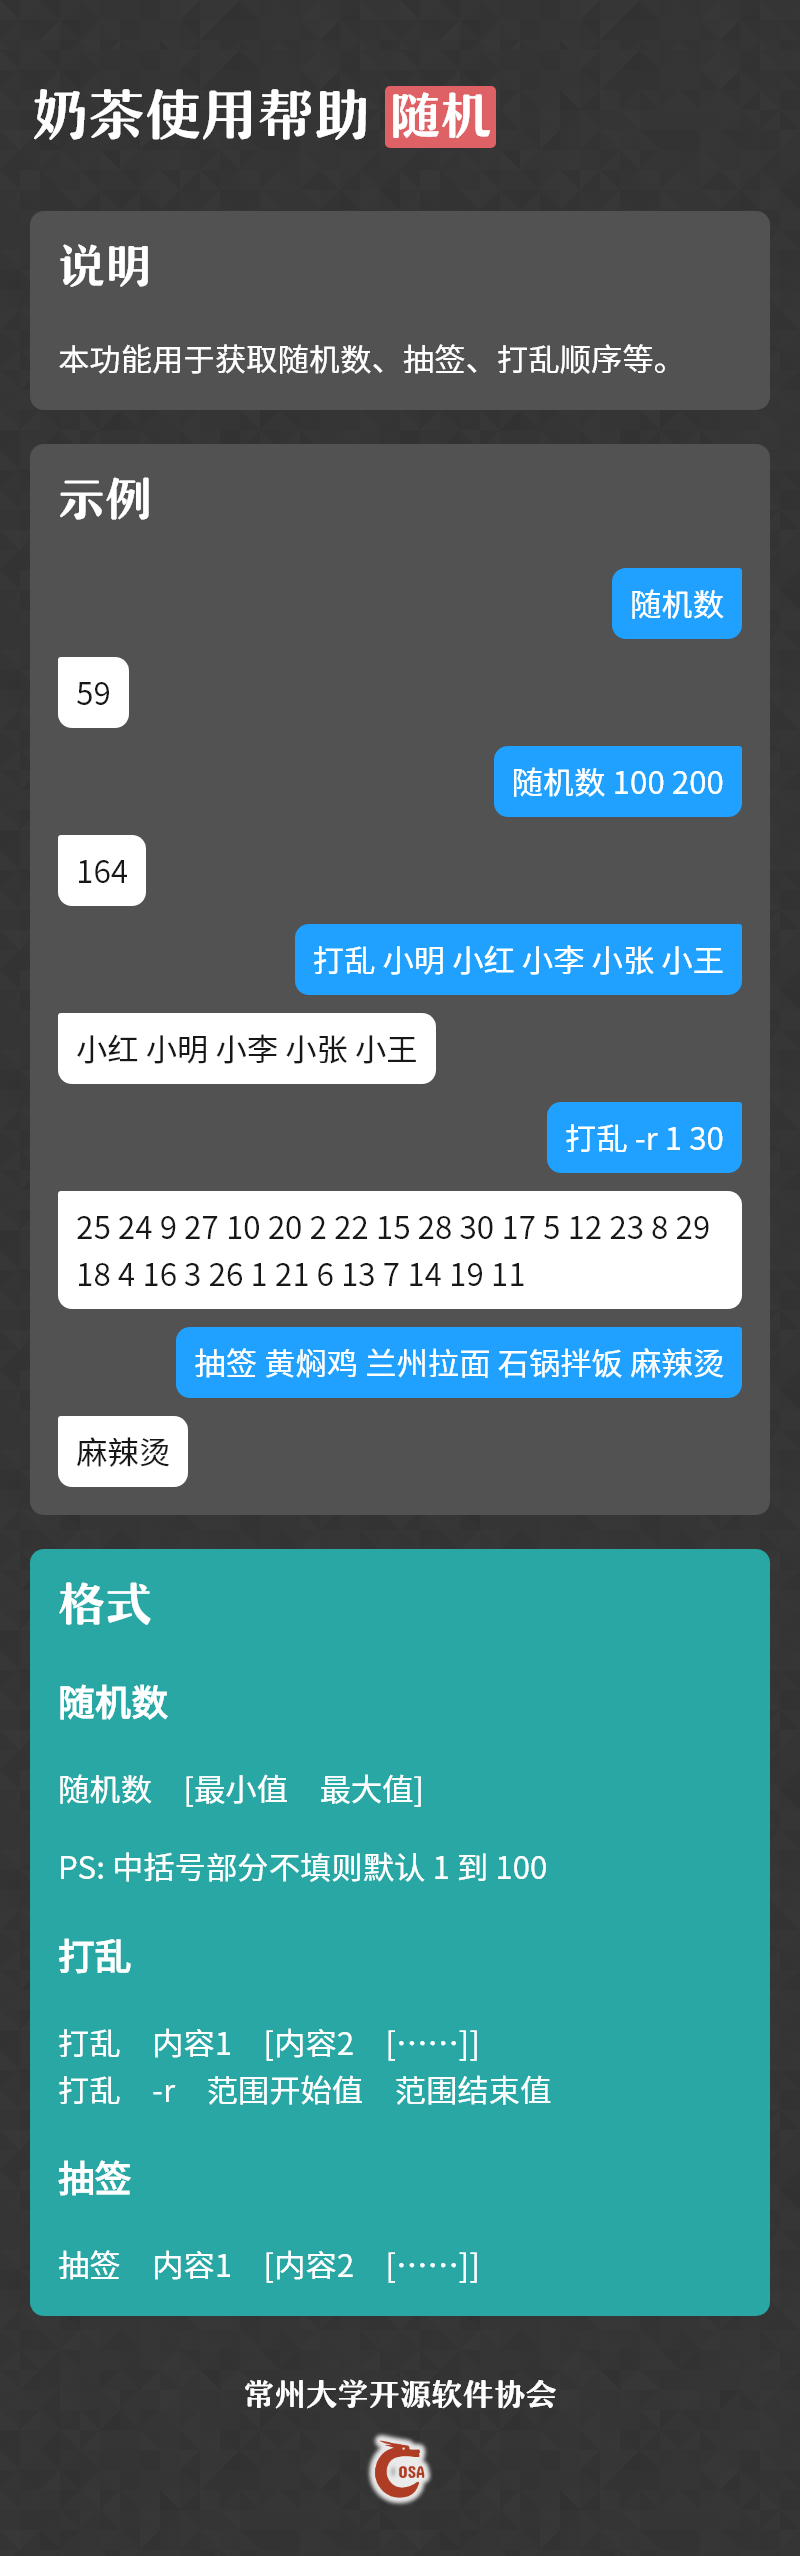 奶茶使用帮助 随机
说明
本功能用于获取随机数、抽签、打乱顺序等。
示例
随机数
59
随机数 100 200
164
打乱 小明 小红 小李 小张 小王
小红 小明 小李 小张 小王
打乱 -r 1 30
25 24 9 27 10 20 2 22 15 28 30 17 5 12 23 8 29
18 4 16 3 26 1 21 6 13 7 14 19 11
抽签 黄焖鸡 兰州拉面 石锅拌饭 麻辣烫
麻辣烫
格式
随机数
随机数　[最小值　最大值]
PS: 中括号部分不填则默认 1 到 100
打乱
打乱　内容1　[内容2　[……]]
打乱　-r　范围开始值　范围结束值
抽签
抽签　内容1　[内容2　[……]]
常州大学开源软件协会
OSA